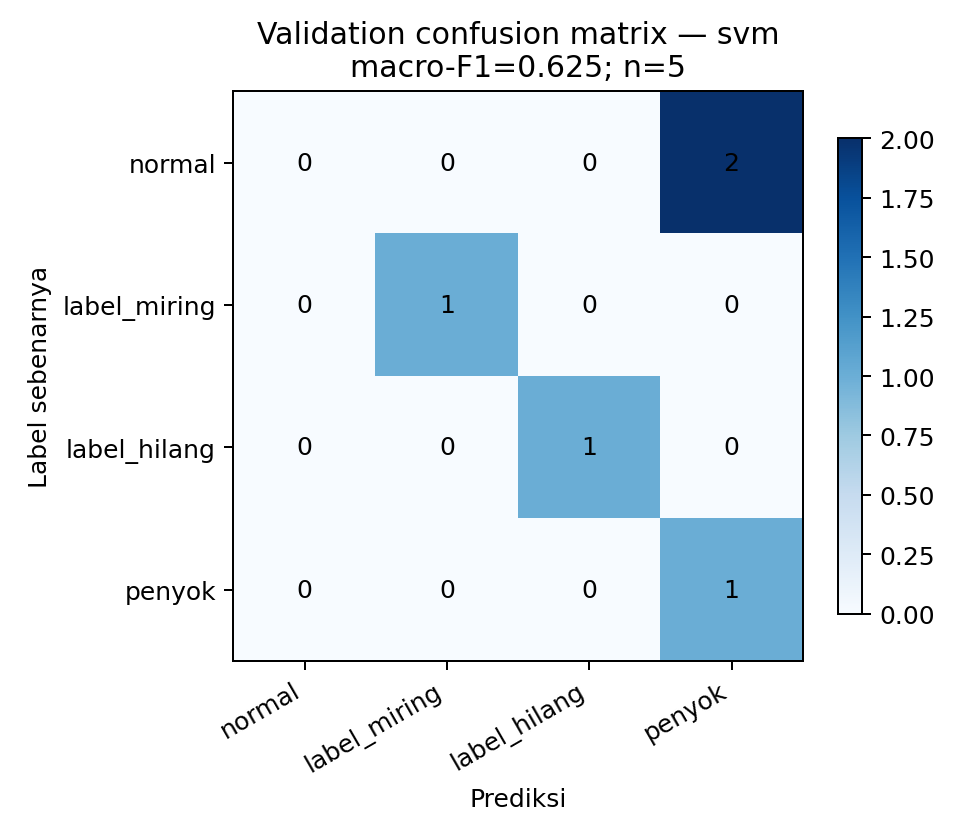 Validation confusion matrix — svm
macro-F1=0.625; n=5
normal 0 0 0 2
label_miring 0 1 0 0
label_hilang 0 0 1 0
penyok 0 0 0 1
Label sebenarnya
normal label_miring label_hilang penyok
Prediksi
2.00
1.75
1.50
1.25
1.00
0.75
0.50
0.25
0.00